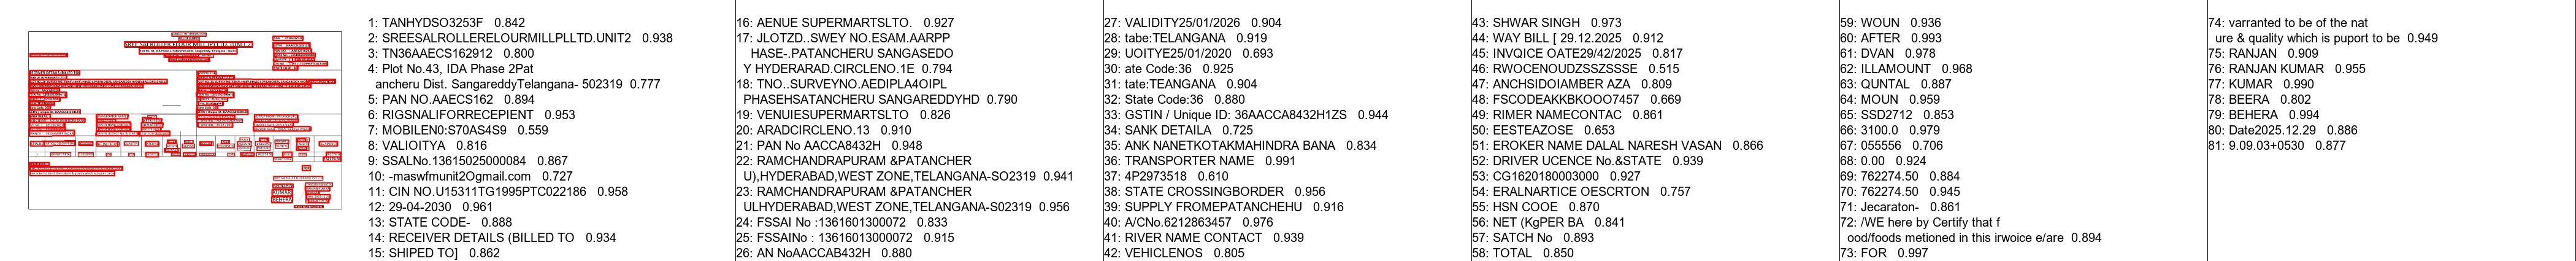 1: TANHYDSO3253F 0.842
2: SREESALROLLERELOURMILLPLLTD.UNIT2 0.938
3: TN36AAECS162912 0.800
4: Plot No.43, IDA Phase 2Pat
ancheru Dist. SangareddyTelangana- 502319 0.777
5: PAN NO.AAECS162 0.894
6: RIGSNALIFORRECEPIENT 0.953
7: MOBILEN0:S70AS4S9 0.559
8: VALIOITYA 0.816
9: SSALNo.13615025000084 0.867
10: -maswfmunit2Ogmail.com 0.727
11: CIN NO.U15311TG1995PTC022186 0.958
12: 29-04-2030 0.961
13: STATE CODE- 0.888
14: RECEIVER DETAILS (BILLED TO 0.934
15: SHIPED TO] 0.862
16: AENUE SUPERMARTSLTO. 0.927
17: JLOTZD..SWEY NO.ESAM.AARPP
HASE-.PATANCHERU SANGASEDO
Y HYDERARAD.CIRCLENO.1E 0.794
18: TNO..SURVEYNO.AEDIPLA4OIPL
PHASEHSATANCHERU SANGAREDDYHD 0.790
19: VENUIESUPERMARTSLTO 0.826
20: ARADCIRCLENO.13 0.910
21: PAN No AACCA8432H 0.948
22: RAMCHANDRAPURAM &PATANCHER
U),HYDERABAD,WEST ZONE,TELANGANA-SO2319 0.941
23: RAMCHANDRAPURAM &PATANCHER
ULHYDERABAD,WEST ZONE,TELANGANA-S02319 0.956
24: FSSAI No :1361601300072 0.833
25: FSSAINo : 13616013000072 0.915
26: AN NoAACCAB432H 0.880
27: VALIDITY25/01/2026 0.904
28: tabe:TELANGANA 0.919
29: UOITYE25/01/2020 0.693
30: ate Code:36 0.925
31: tate:TEANGANA 0.904
32: State Code:36 0.880
33: GSTIN / Unique ID: 36AACCA8432H1ZS 0.944
34: SANK DETAILA 0.725
35: ANK NANETKOTAKMAHINDRA BANA 0.834
36: TRANSPORTER NAME 0.991
37: 4P2973518 0.610
38: STATE CROSSINGBORDER 0.956
39: SUPPLY FROMEPATANCHEHU 0.916
40: A/CNo.6212863457 0.976
41: RIVER NAME CONTACT 0.939
42: VEHICLENOS 0.805
43: SHWAR SINGH 0.973
44: WAY BILL [ 29.12.2025 0.912
45: INVQICE OATE29/42/2025 0.817
46: RWOCENOUDZSSZSSSE 0.515
47: ANCHSIDOIAMBER AZA 0.809
48: FSCODEAKKBKOOO7457 0.669
49: RIMER NAMECONTAC 0.861
50: EESTEAZOSE 0.653
51: EROKER NAME DALAL NARESH VASAN 0.866
52: DRIVER UCENCE No.&STATE 0.939
53: CG1620180003000 0.927
54: ERALNARTICE OESCRTON 0.757
55: HSN COOE 0.870
56: NET (KgPER BA 0.841
57: SATCH No 0.893
58: TOTAL 0.850
59: WOUN 0.936
60: AFTER 0.993
61: DVAN 0.978
62: ILLAMOUNT 0.968
63: QUNTAL 0.887
64: MOUN 0.959
65: SSD2712 0.853
66: 3100.0 0.979
67: 055556 0.706
68: 0.00 0.924
69: 762274.50 0.884
70: 762274.50 0.945
71: Jecaraton- 0.861
72: /WE here by Certify that f
ood/foods metioned in this irwoice e/are 0.894
73: FOR 0.997
74: varranted to be of the nat
ure & quality which is puport to be 0.949
75: RANJAN 0.909
76: RANJAN KUMAR 0.955
77: KUMAR 0.990
78: BEERA 0.802
79: BEHERA 0.994
80: Date2025.12.29 0.886
81: 9.09.03+0530 0.877